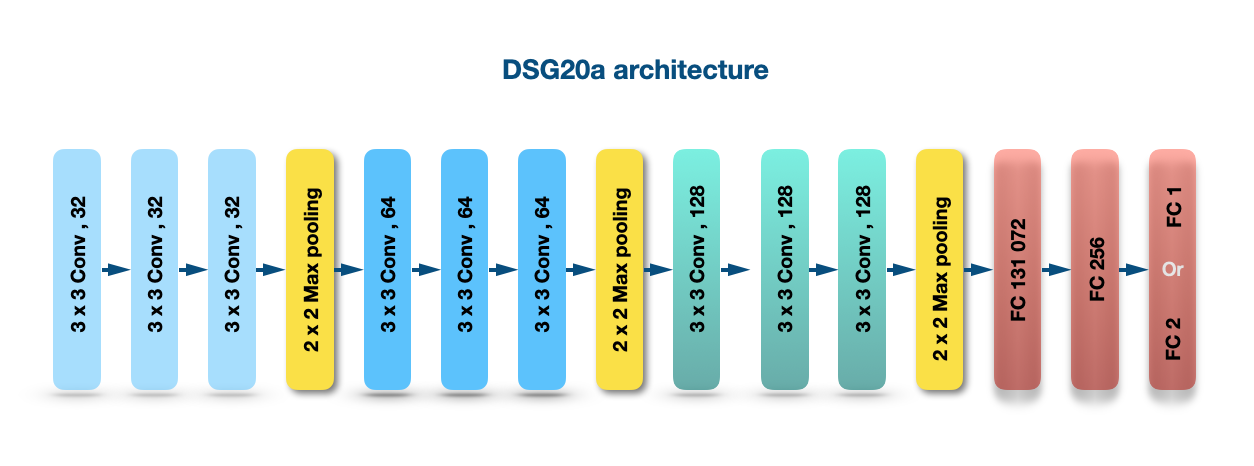 DSG20a architecture
3 x 3 Conv , 32
3 x 3 Conv , 32
3 x 3 Conv , 32
2 x 2 Max pooling
3 x 3 Conv , 64
3 x 3 Conv , 64
3 x 3 Conv , 64
2 x 2 Max pooling
3 x 3 Conv , 128
3 x 3 Conv , 128
3 x 3 Conv , 128
2 x 2 Max pooling
FC 131 072
FC 256
FC 1
Or
FC 2